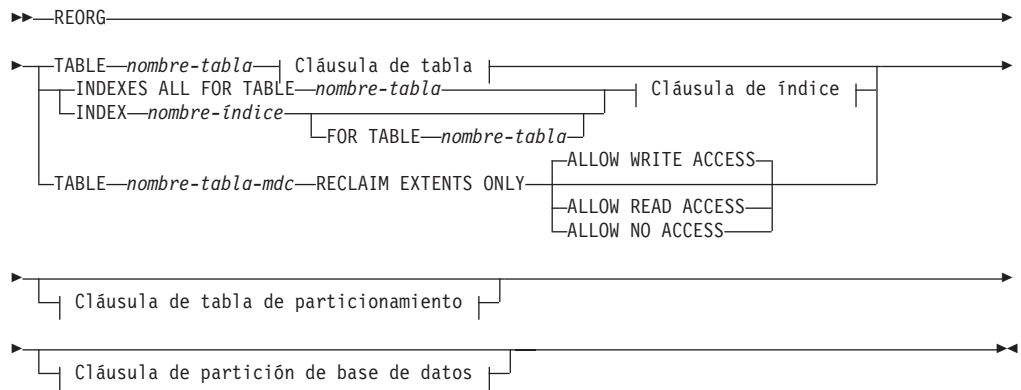 REORG
TABLE nombre-tabla Cláusula de tabla
INDEXES ALL FOR TABLE nombre-tabla Cláusula de índice
INDEX nombre-índice
FOR TABLE nombre-tabla
ALLOW WRITE ACCESS
TABLE nombre-tabla-mdc RECLAIM EXTENTS ONLY
ALLOW READ ACCESS
ALLOW NO ACCESS
Cláusula de tabla de particionamiento
Cláusula de partición de base de datos